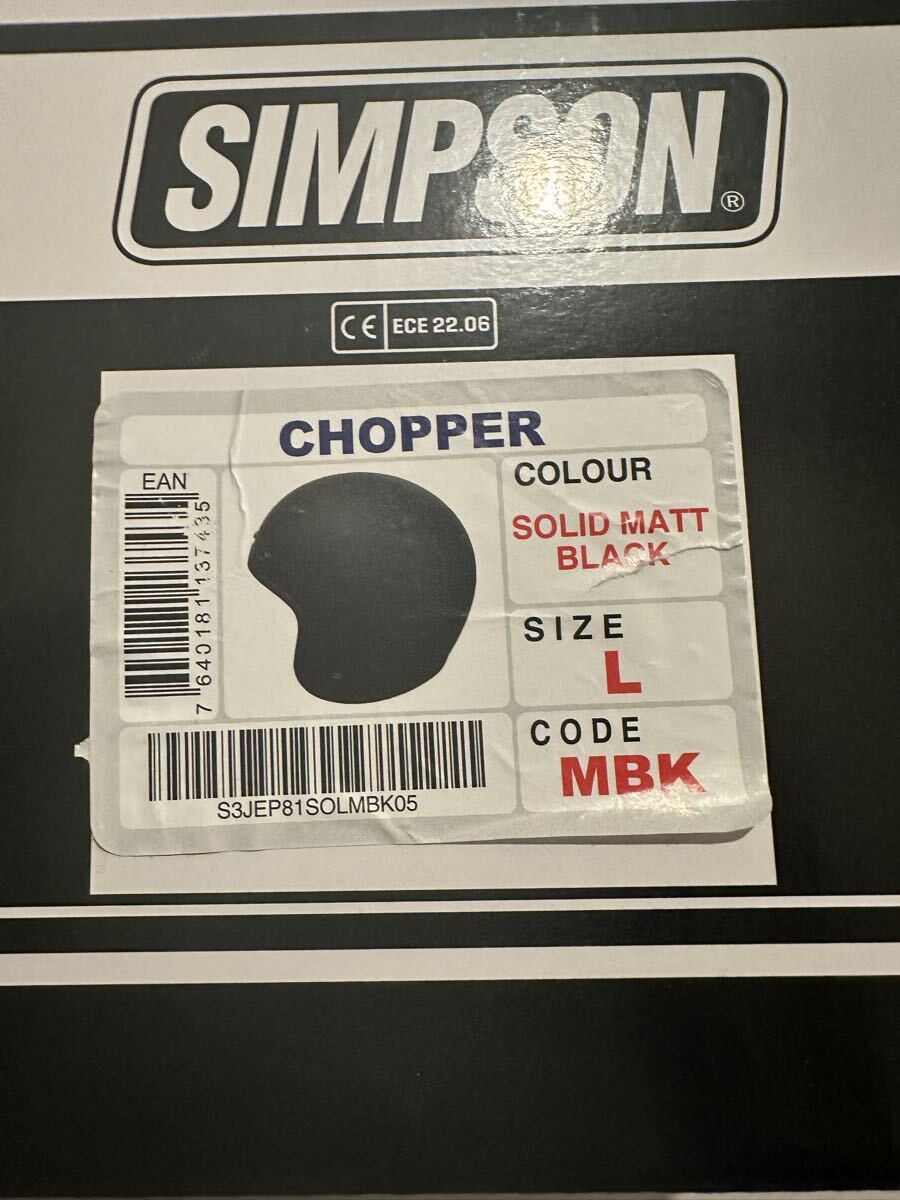 SIMPSON®
CE ECE 22.06
CHOPPER
EAN
7 640181 137435
COLOUR
SOLID MATT
BLACK
SIZE
L
CODE
MBK
S3JEP81SOLMBK05